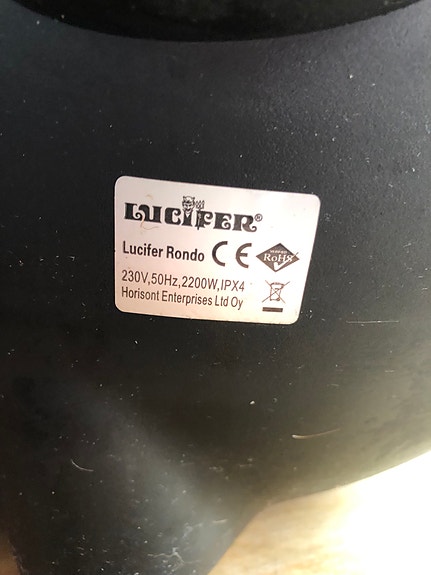 LUCIFER®
Lucifer Rondo CE RoHS
230V,50Hz,2200W,IPX4
Horisont Enterprises Ltd Oy